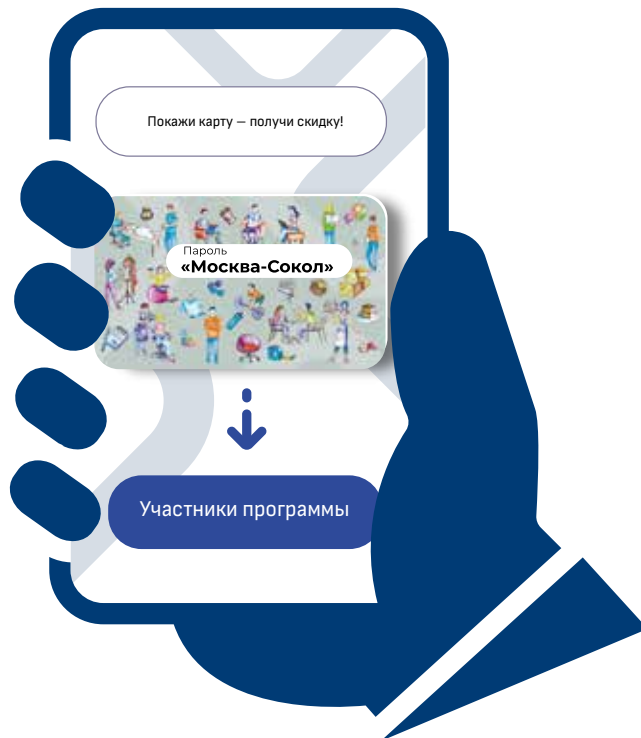 Покажи карту – получи скидку!
Пароль
«Москва-Сокол»
Участники программы